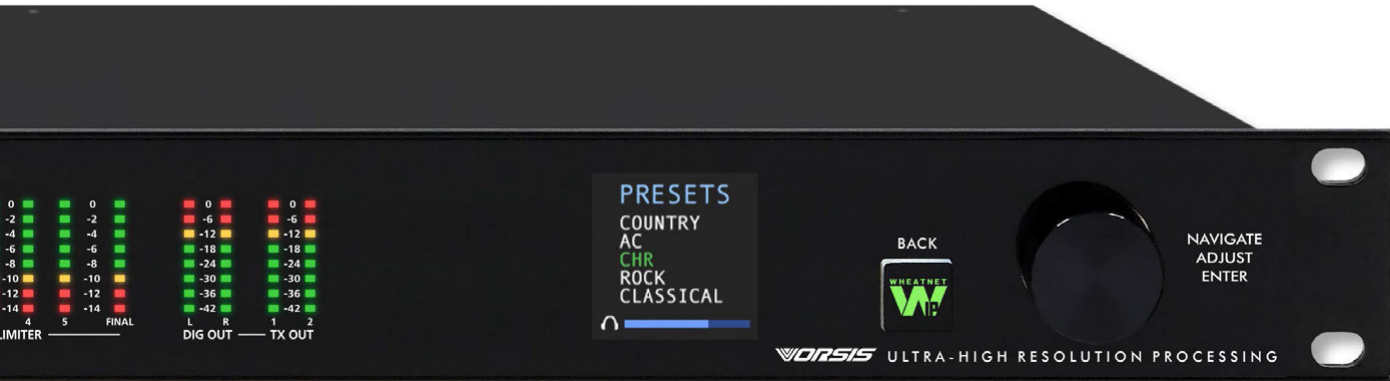 0 0 0 0
-2 -2 -6 -6
-4 -4 -12 -12
-6 -6 -18 -18
-8 -8 -24 -24
-10 -10 -30 -30
-12 -12 -36 -36
-14 -14 -42 -42
4 5 FINAL L R 1 2
LIMITER DIG OUT TX OUT
PRESETS
COUNTRY
AC
CHR
ROCK
CLASSICAL
BACK
WHEATNET
W IP
NAVIGATE
ADJUST
ENTER
VORSIS ULTRA-HIGH RESOLUTION PROCESSING